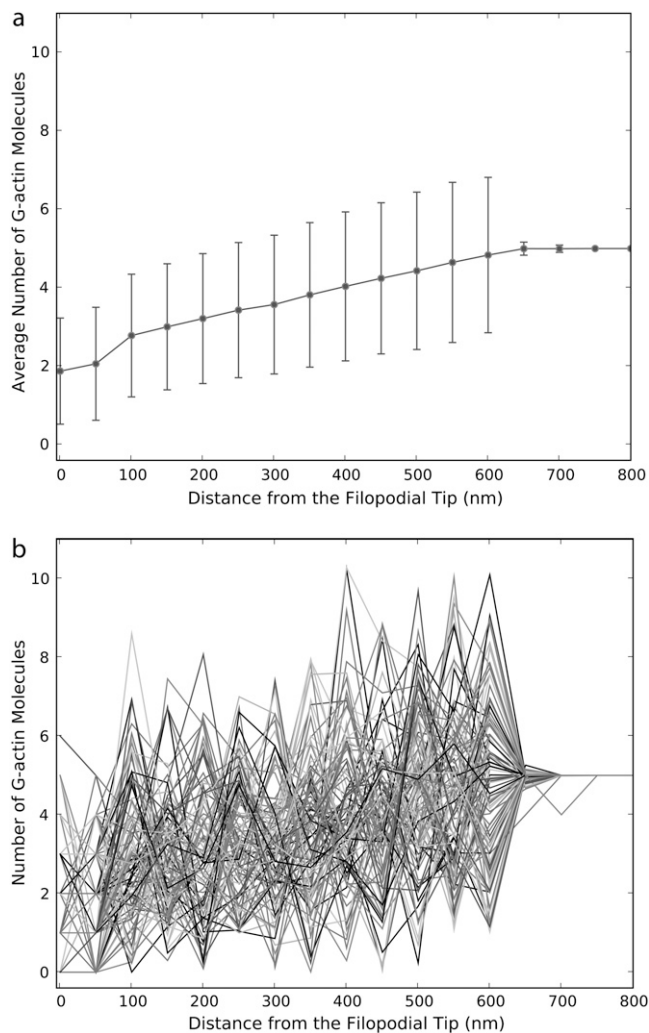 a
Average Number of G-actin Molecules
10
8
6
4
2
0
0 100 200 300 400 500 600 700 800
Distance from the Filopodial Tip (nm)
b
Number of G-actin Molecules
10
8
6
4
2
0
0 100 200 300 400 500 600 700 800
Distance from the Filopodial Tip (nm)